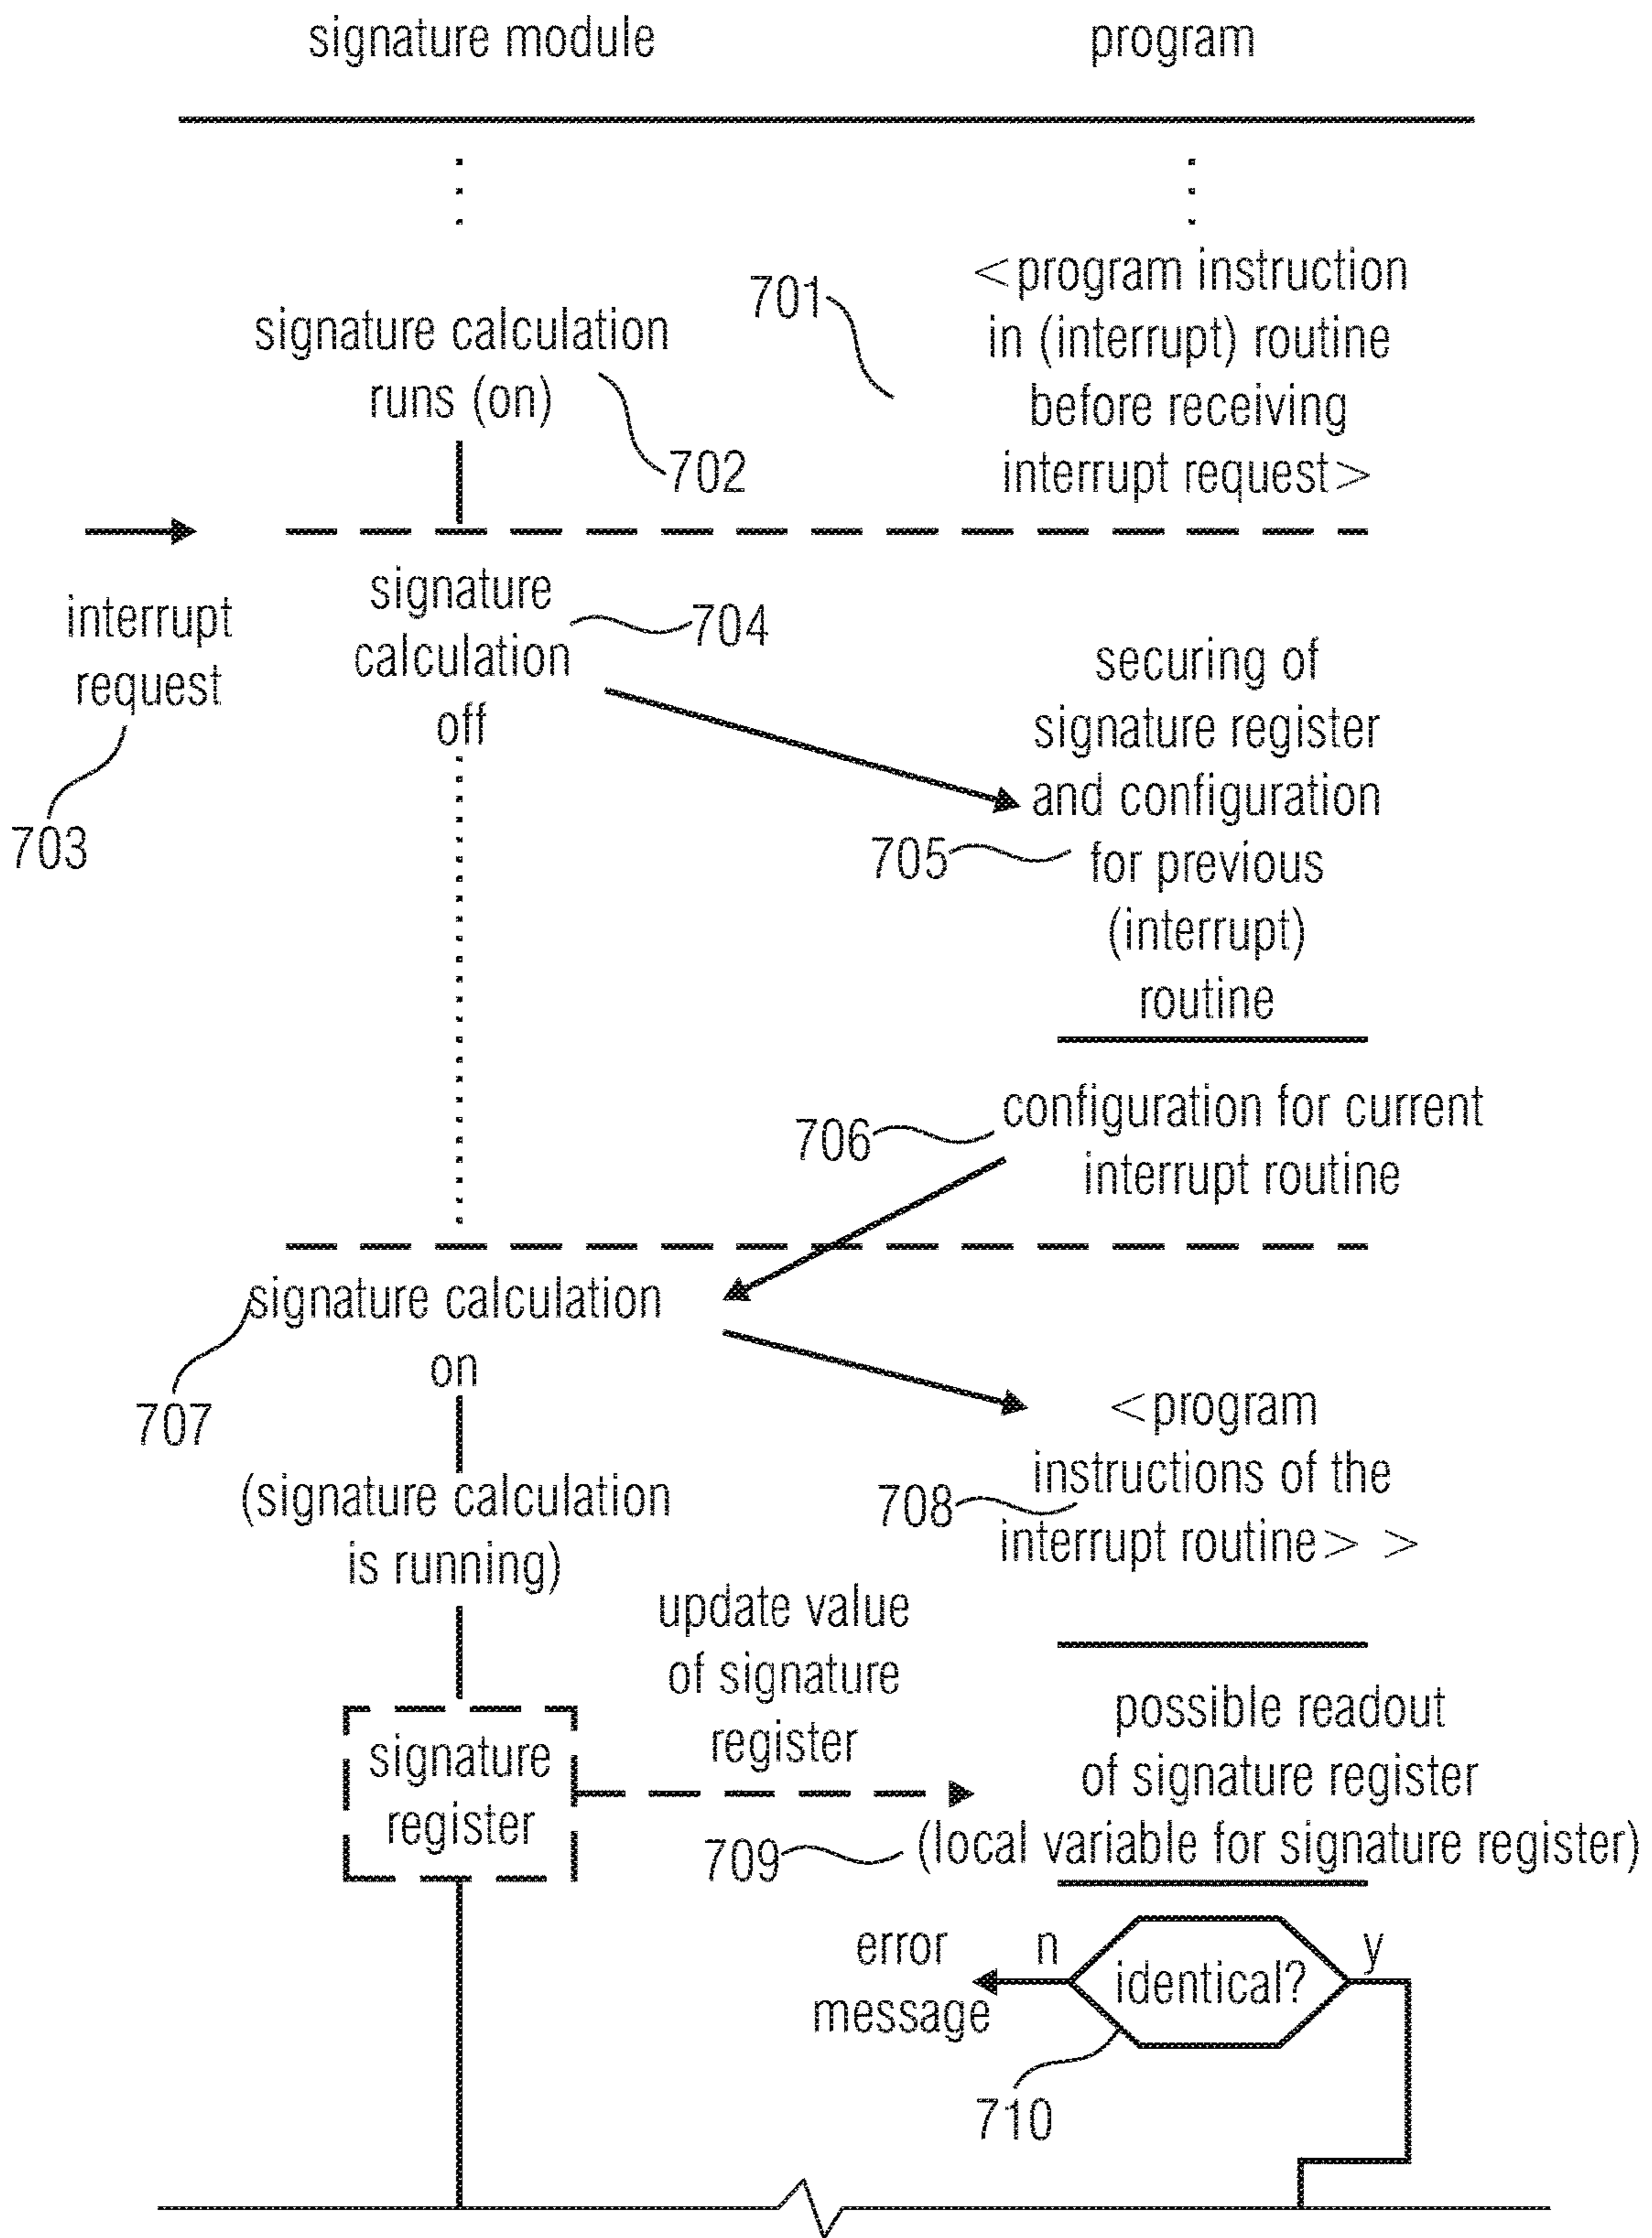 signature module
program
<program instruction
in (interrupt) routine
before receiving
interrupt request>
701
signature calculation
runs (on)
702
interrupt
request
703
signature
calculation
off
704
securing of
signature register
and configuration
for previous
(interrupt)
routine
705
configuration for current
interrupt routine
706
signature calculation
on
707
(signature calculation
is running)
<program
instructions of the
interrupt routine> >
708
update value
of signature
register
signature
register
possible readout
of signature register
(local variable for signature register)
709
error
message
n
identical?
y
710